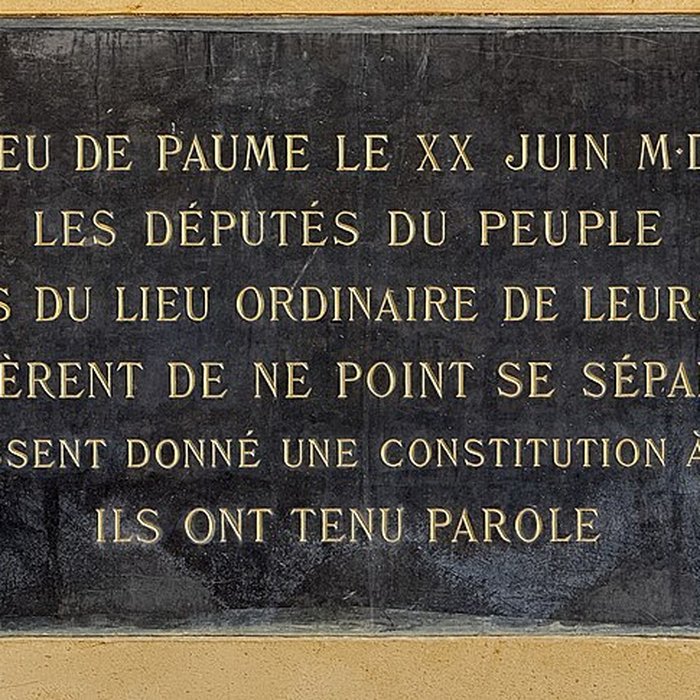 EU DE PAUME LE XX JUIN M·D
LES DÉPUTÉS DU PEUPLE
S DU LIEU ORDINAIRE DE LEUR
ÈRENT DE NE POINT SE SÉPA
SSENT DONNÉ UNE CONSTITUTION À
ILS ONT TENU PAROLE